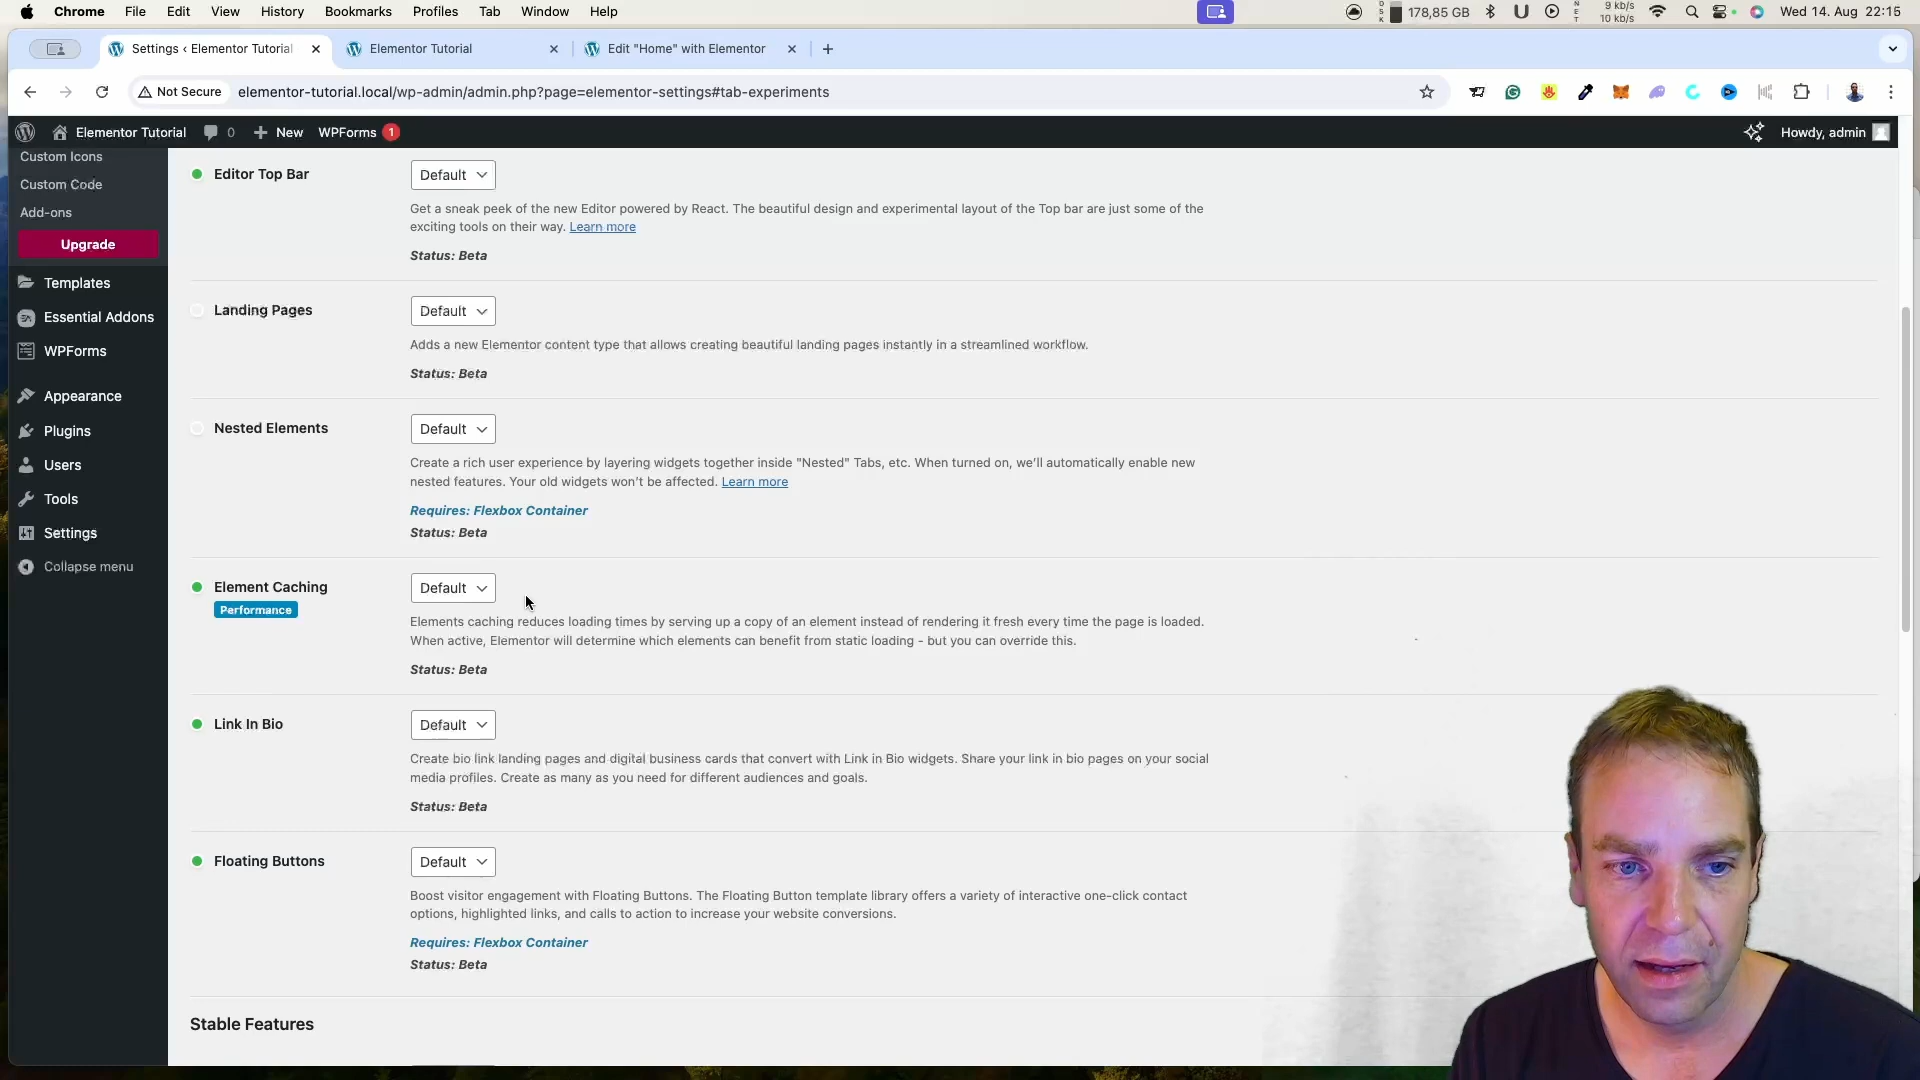 Chrome File Edit View History Bookmarks Profiles Tab Window Help
178,85 GB
9 kb/s
10 kb/s
Wed 14. Aug 22:15
Settings ‹ Elementor Tutorial
Elementor Tutorial
Edit "Home" with Elementor
Not Secure
elementor-tutorial.local/wp-admin/admin.php?page=elementor-settings#tab-experiments
Elementor Tutorial 0 New WPForms 1
Howdy, admin
Custom Icons
Custom Code
Add-ons
Upgrade
Templates
Essential Addons
WPForms
Appearance
Plugins
Users
Tools
Settings
Collapse menu
Editor Top Bar
Default
Get a sneak peek of the new Editor powered by React. The beautiful design and experimental layout of the Top bar are just some of the
exciting tools on their way. Learn more
Status: Beta
Landing Pages
Default
Adds a new Elementor content type that allows creating beautiful landing pages instantly in a streamlined workflow.
Status: Beta
Nested Elements
Default
Create a rich user experience by layering widgets together inside "Nested" Tabs, etc. When turned on, we’ll automatically enable new
nested features. Your old widgets won’t be affected. Learn more
Requires: Flexbox Container
Status: Beta
Element Caching
Performance
Default
Elements caching reduces loading times by serving up a copy of an element instead of rendering it fresh every time the page is loaded.
When active, Elementor will determine which elements can benefit from static loading - but you can override this.
Status: Beta
Link In Bio
Default
Create bio link landing pages and digital business cards that convert with Link in Bio widgets. Share your link in bio pages on your social
media profiles. Create as many as you need for different audiences and goals.
Status: Beta
Floating Buttons
Default
Boost visitor engagement with Floating Buttons. The Floating Button template library offers a variety of interactive one-click contact
options, highlighted links, and calls to action to increase your website conversions.
Requires: Flexbox Container
Status: Beta
Stable Features